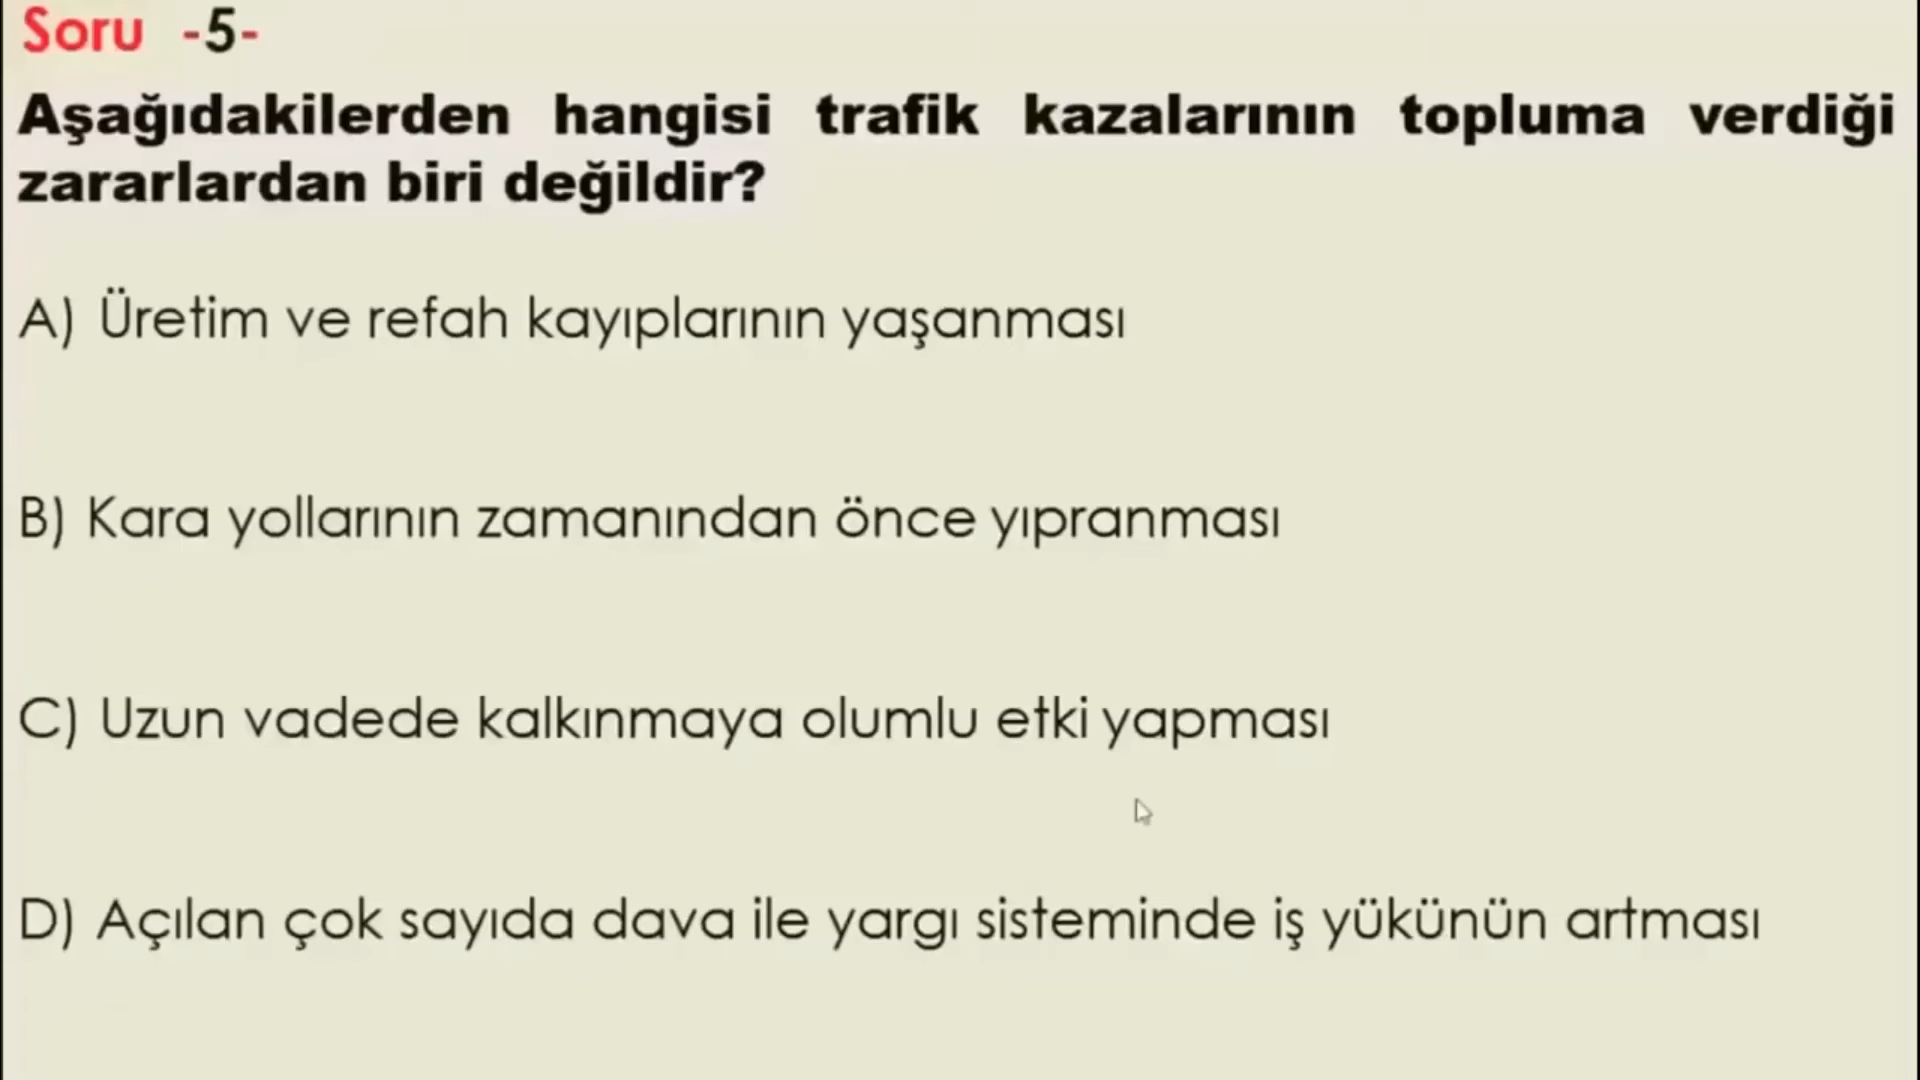 Soru -5-
Aşağıdakilerden hangisi trafik kazalarının topluma verdiği
zararlardan biri değildir?
A) Üretim ve refah kayıplarının yaşanması
B) Kara yollarının zamanından önce yıpranması
C) Uzun vadede kalkınmaya olumlu etki yapması
D) Açılan çok sayıda dava ile yargı sisteminde iş yükünün artması